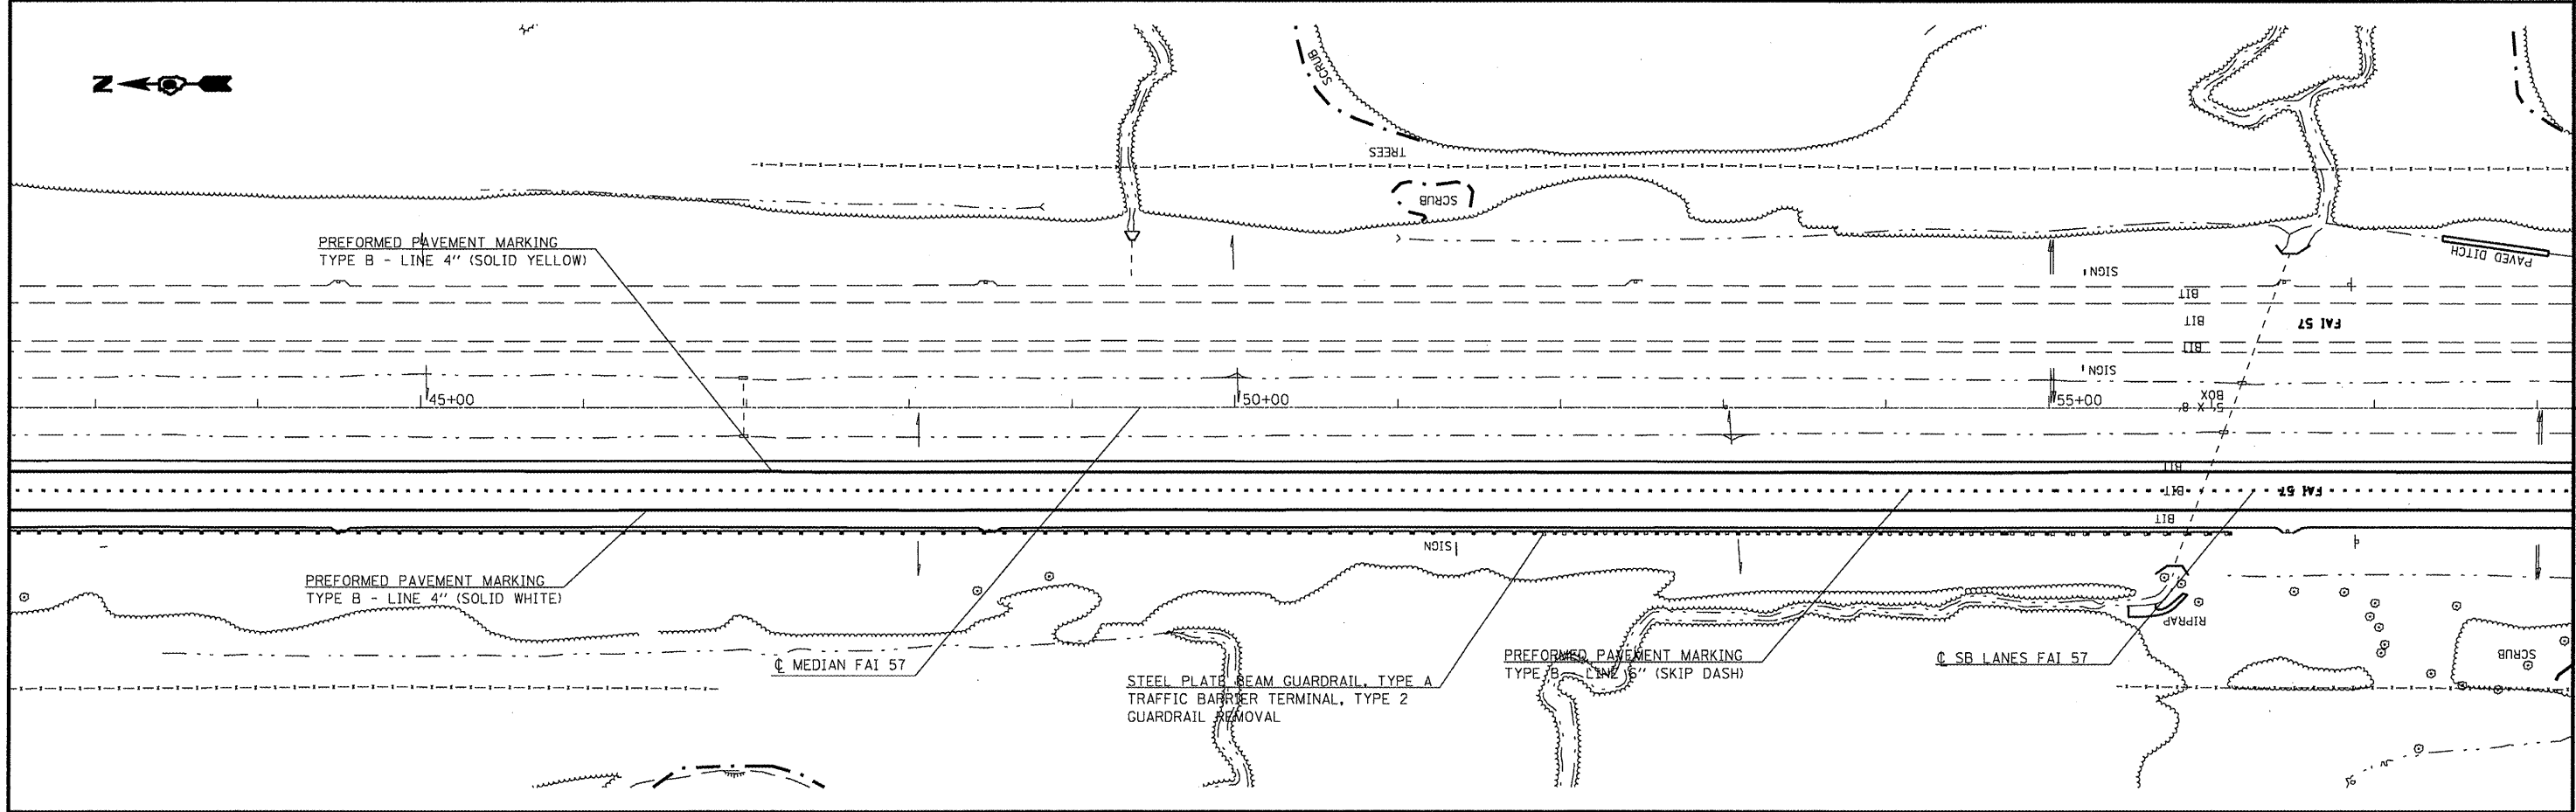 N
SCRUB
TREES
SCRUB
PREFORMED PAVEMENT MARKING
TYPE B - LINE 4" (SOLID YELLOW)
SIGN
PAVED DITCH
BIT
BIT
FAI 57
BIT
SIGN
45+00
50+00
55+00
5' X 8'
BOX
BIT
BIT
FAI 57
BIT
SIGN
PREFORMED PAVEMENT MARKING
TYPE B - LINE 4" (SOLID WHITE)
RIPRAP
SCRUB
℄ MEDIAN FAI 57
STEEL PLATE BEAM GUARDRAIL, TYPE A
TRAFFIC BARRIER TERMINAL, TYPE 2
GUARDRAIL REMOVAL
PREFORMED PAVEMENT MARKING
TYPE B - LINE 6" (SKIP DASH)
℄ SB LANES FAI 57